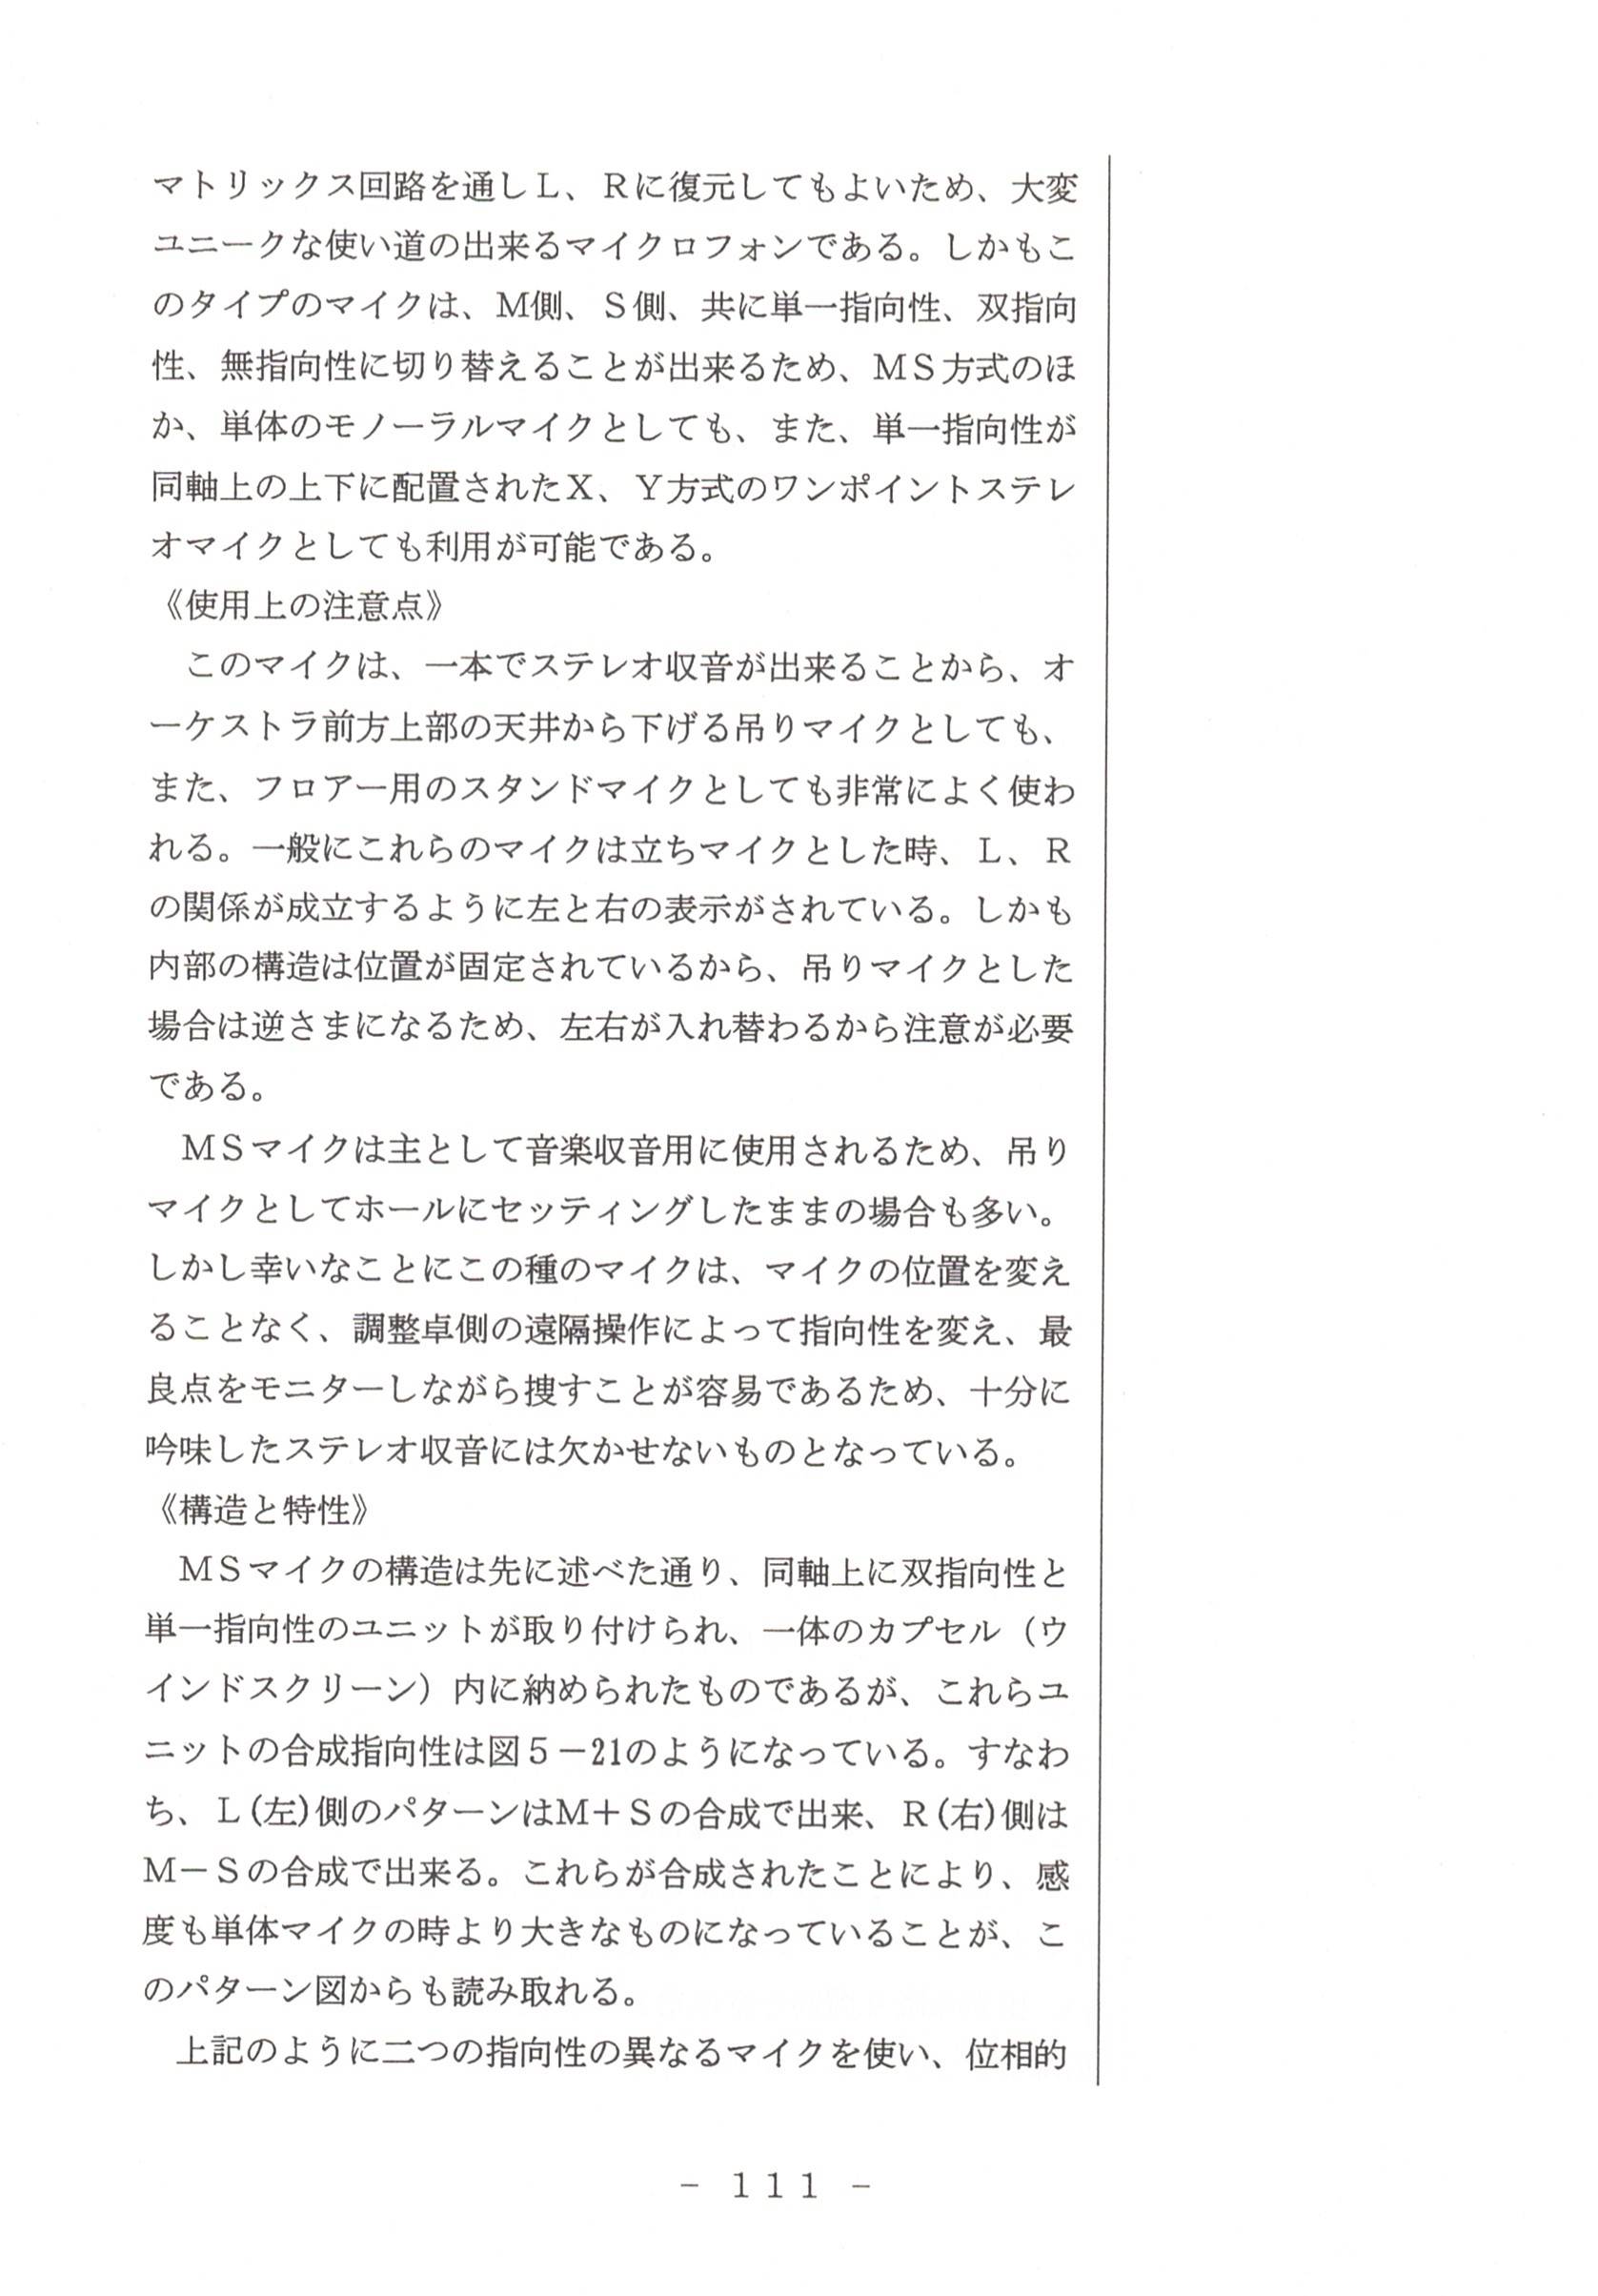 マトリックス回路を通しＬ、Ｒに復元してもよいため、大変
ユニークな使い道の出来るマイクロフォンである。しかもこ
のタイプのマイクは、Ｍ側、Ｓ側、共に単一指向性、双指向
性、無指向性に切り替えることが出来るため、ＭＳ方式のほ
か、単体のモノーラルマイクとしても、また、単一指向性が
同軸上の上下に配置されたＸ、Ｙ方式のワンポイントステレ
オマイクとしても利用が可能である。
《使用上の注意点》
　このマイクは、一本でステレオ収音が出来ることから、オ
ーケストラ前方上部の天井から下げる吊りマイクとしても、
また、フロアー用のスタンドマイクとしても非常によく使わ
れる。一般にこれらのマイクは立ちマイクとした時、Ｌ、Ｒ
の関係が成立するように左と右の表示がされている。しかも
内部の構造は位置が固定されているから、吊りマイクとした
場合は逆さまになるため、左右が入れ替わるから注意が必要
である。
　ＭＳマイクは主として音楽収音用に使用されるため、吊り
マイクとしてホールにセッティングしたままの場合も多い。
しかし幸いなことにこの種のマイクは、マイクの位置を変え
ることなく、調整卓側の遠隔操作によって指向性を変え、最
良点をモニターしながら捜すことが容易であるため、十分に
吟味したステレオ収音には欠かせないものとなっている。
《構造と特性》
　ＭＳマイクの構造は先に述べた通り、同軸上に双指向性と
単一指向性のユニットが取り付けられ、一体のカプセル（ウ
インドスクリーン）内に納められたものであるが、これらユ
ニットの合成指向性は図５－21のようになっている。すなわ
ち、Ｌ(左)側のパターンはＭ＋Ｓの合成で出来、Ｒ(右)側は
Ｍ－Ｓの合成で出来る。これらが合成されたことにより、感
度も単体マイクの時より大きなものになっていることが、こ
のパターン図からも読み取れる。
　上記のように二つの指向性の異なるマイクを使い、位相的
－ 111 －